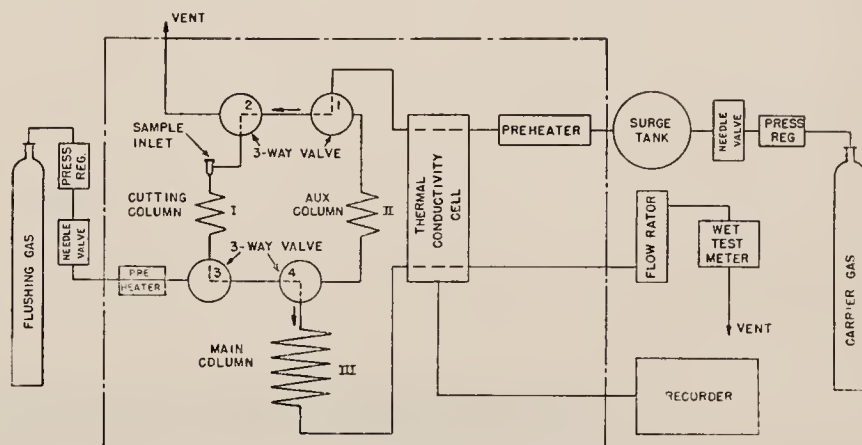 VENT
2
1
SAMPLE
INLET
3-WAY VALVE
PREHEATER
SURGE
TANK
NEEDLE
VALVE
PRESS
REG
FLUSHING GAS
PRESS
REG.
NEEDLE
VALVE
CUTTING
COLUMN
I
AUX
COLUMN
II
THERMAL
CONDUCTIVITY
CELL
FLOW RATOR
WET
TEST
METER
CARRIER GAS
3-WAY VALVE
PRE
HEATER
3
4
VENT
MAIN
COLUMN
III
RECORDER